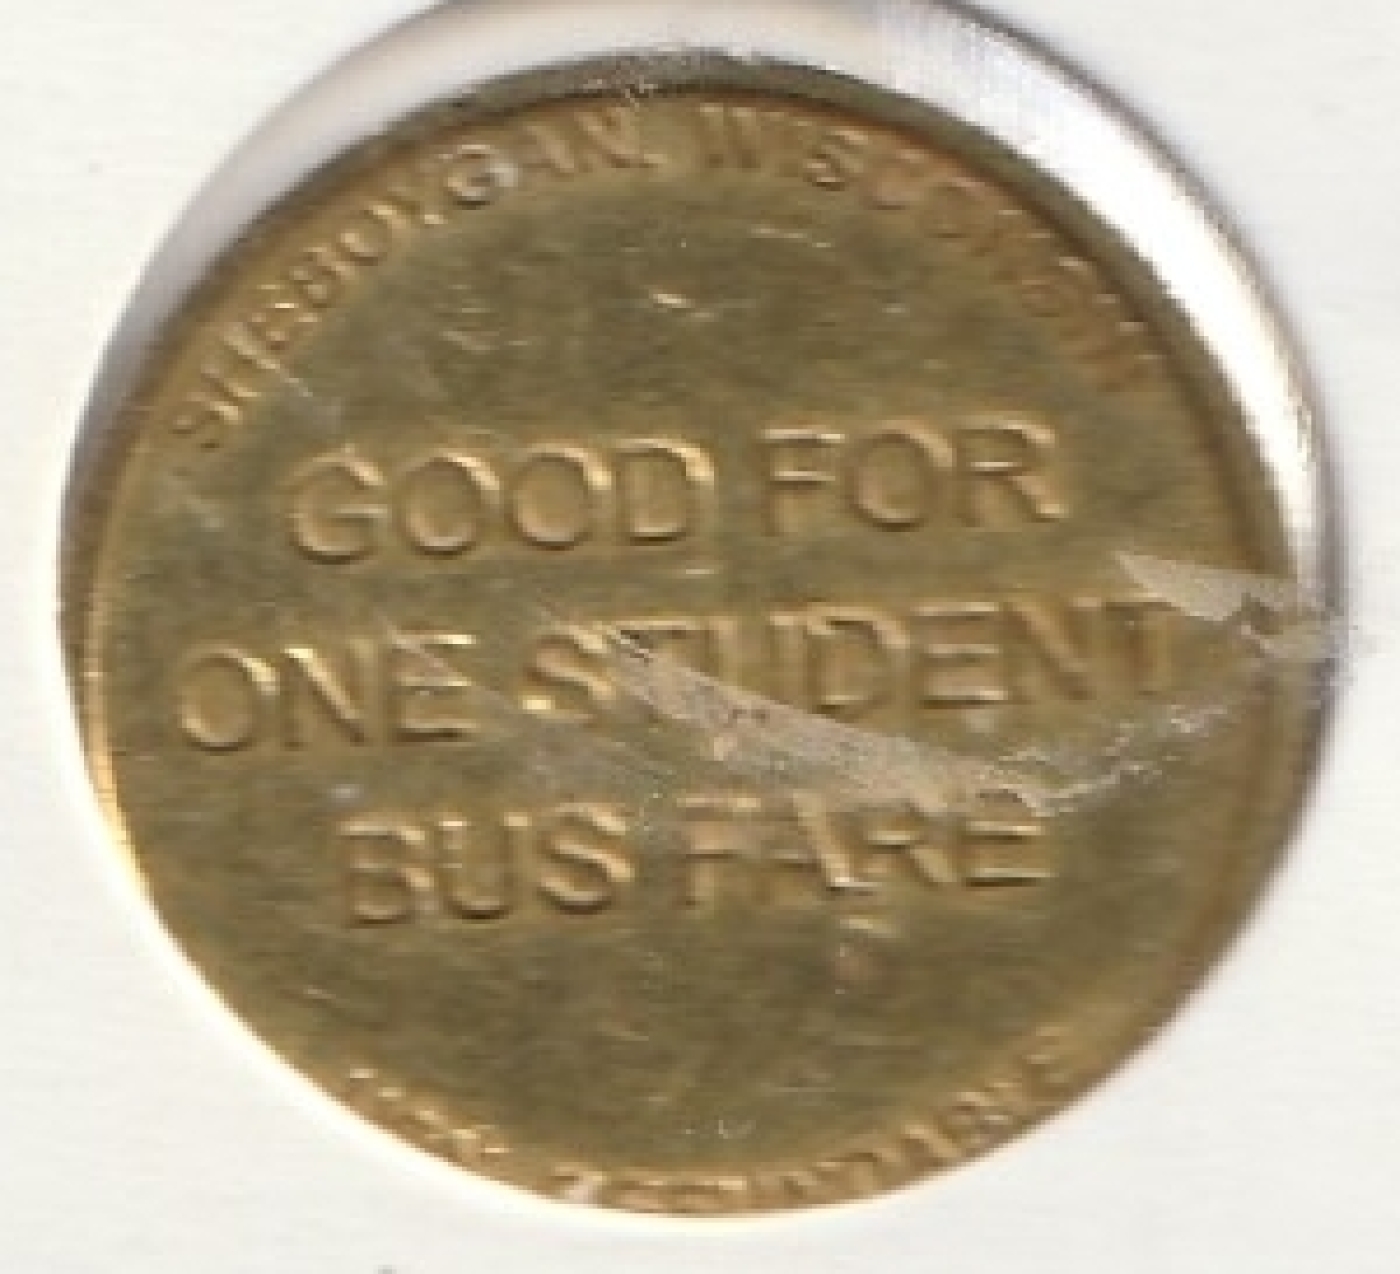 SHEBOYGAN, WISCONSIN
GOOD FOR
ONE STUDENT
BUS FARE